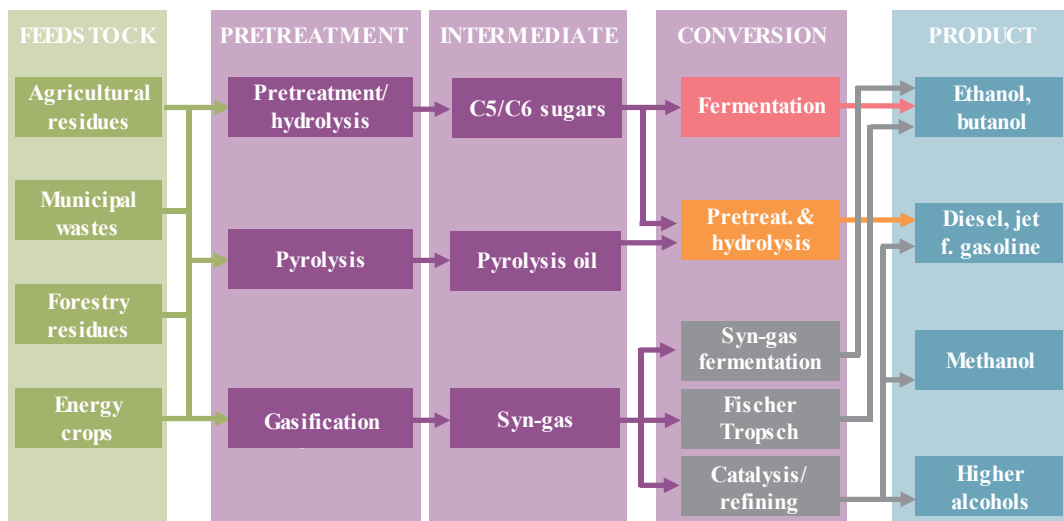 FEEDSTOCK
PRETREATMENT
INTERMEDIATE
CONVERSION
PRODUCT
Agricultural
residues
Municipal
wastes
Forestry
residues
Energy
crops
Pretreatment/
hydrolysis
Pyrolysis
Gasification
C5/C6 sugars
Pyrolysis oil
Syn-gas
Fermentation
Pretreat. &
hydrolysis
Syn-gas
fermentation
Fischer
Tropsch
Catalysis/
refining
Ethanol,
butanol
Diesel, jet
f. gasoline
Methanol
Higher
alcohols